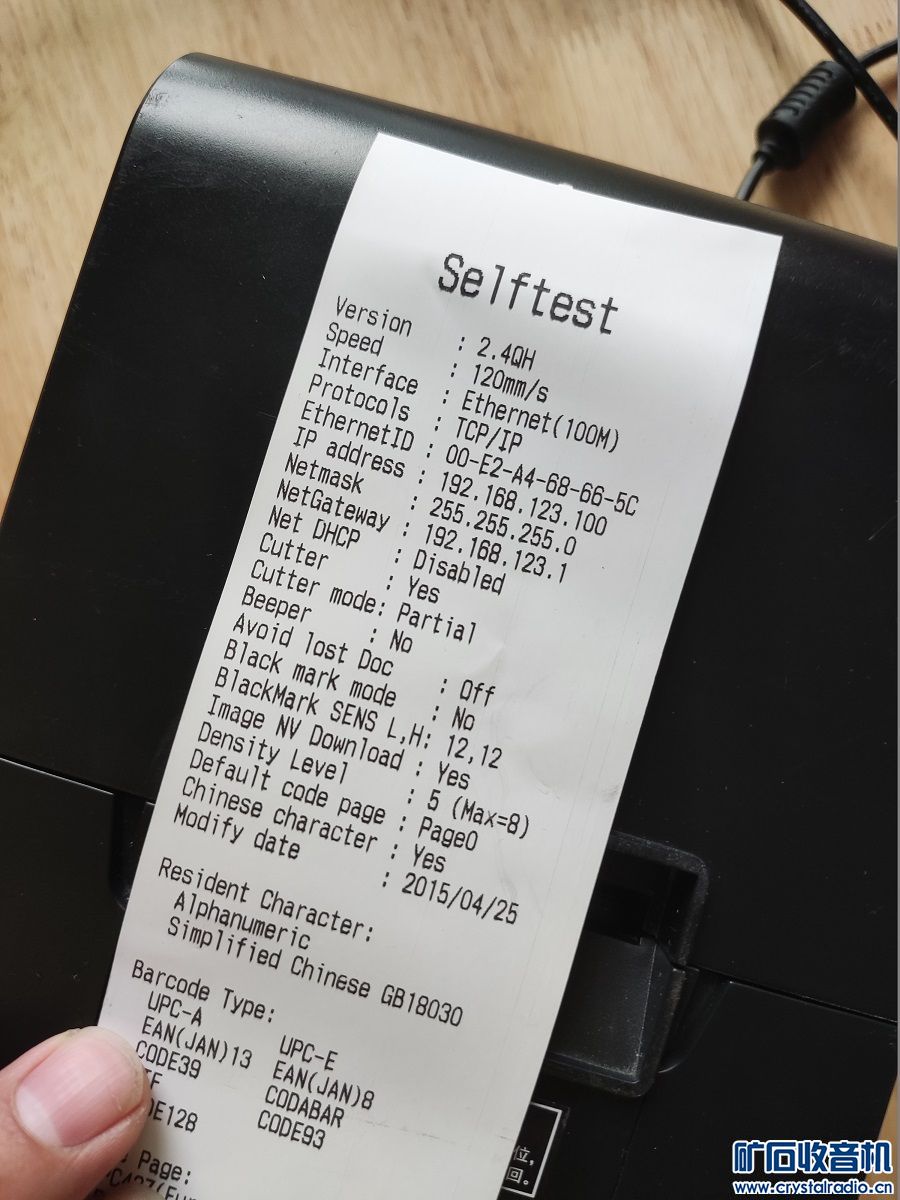 Selftest
Version : 2.4QH
Speed : 120mm/s
Interface : Ethernet(100M)
Protocols : TCP/IP
EthernetID : 00-E2-A4-68-66-5C
IP address : 192.168.123.100
Netmask : 255.255.255.0
NetGateway : 192.168.123.1
Net DHCP : Disabled
Cutter : Yes
Cutter mode: Partial
Beeper : No
Avoid lost Doc : Off
Black mark mode : No
BlackMark SENS L,H: 12,12
Image NV Download : Yes
Density Level : 5 (Max=8)
Default code page : Page0
Chinese character : Yes
Modify date : 2015/04/25
Resident Character:
Alphanumeric
Simplified Chinese GB18030
Barcode Type:
UPC-A UPC-E
EAN(JAN)13 EAN(JAN)8
CODE39 CODABAR
CODE93
Page:
位,
回。
矿石收音机
www.crystalradio.cn